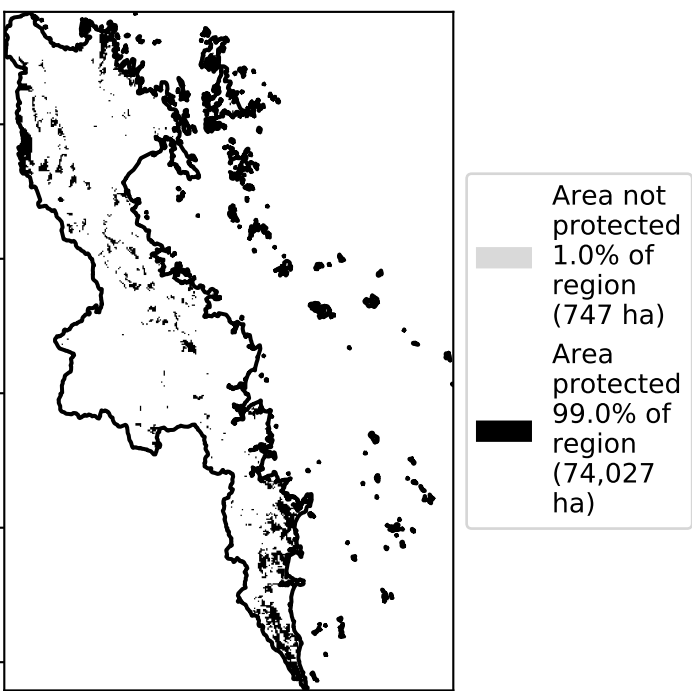 Area not
protected
1.0% of
region
(747 ha)
Area
protected
99.0% of
region
(74,027
ha)